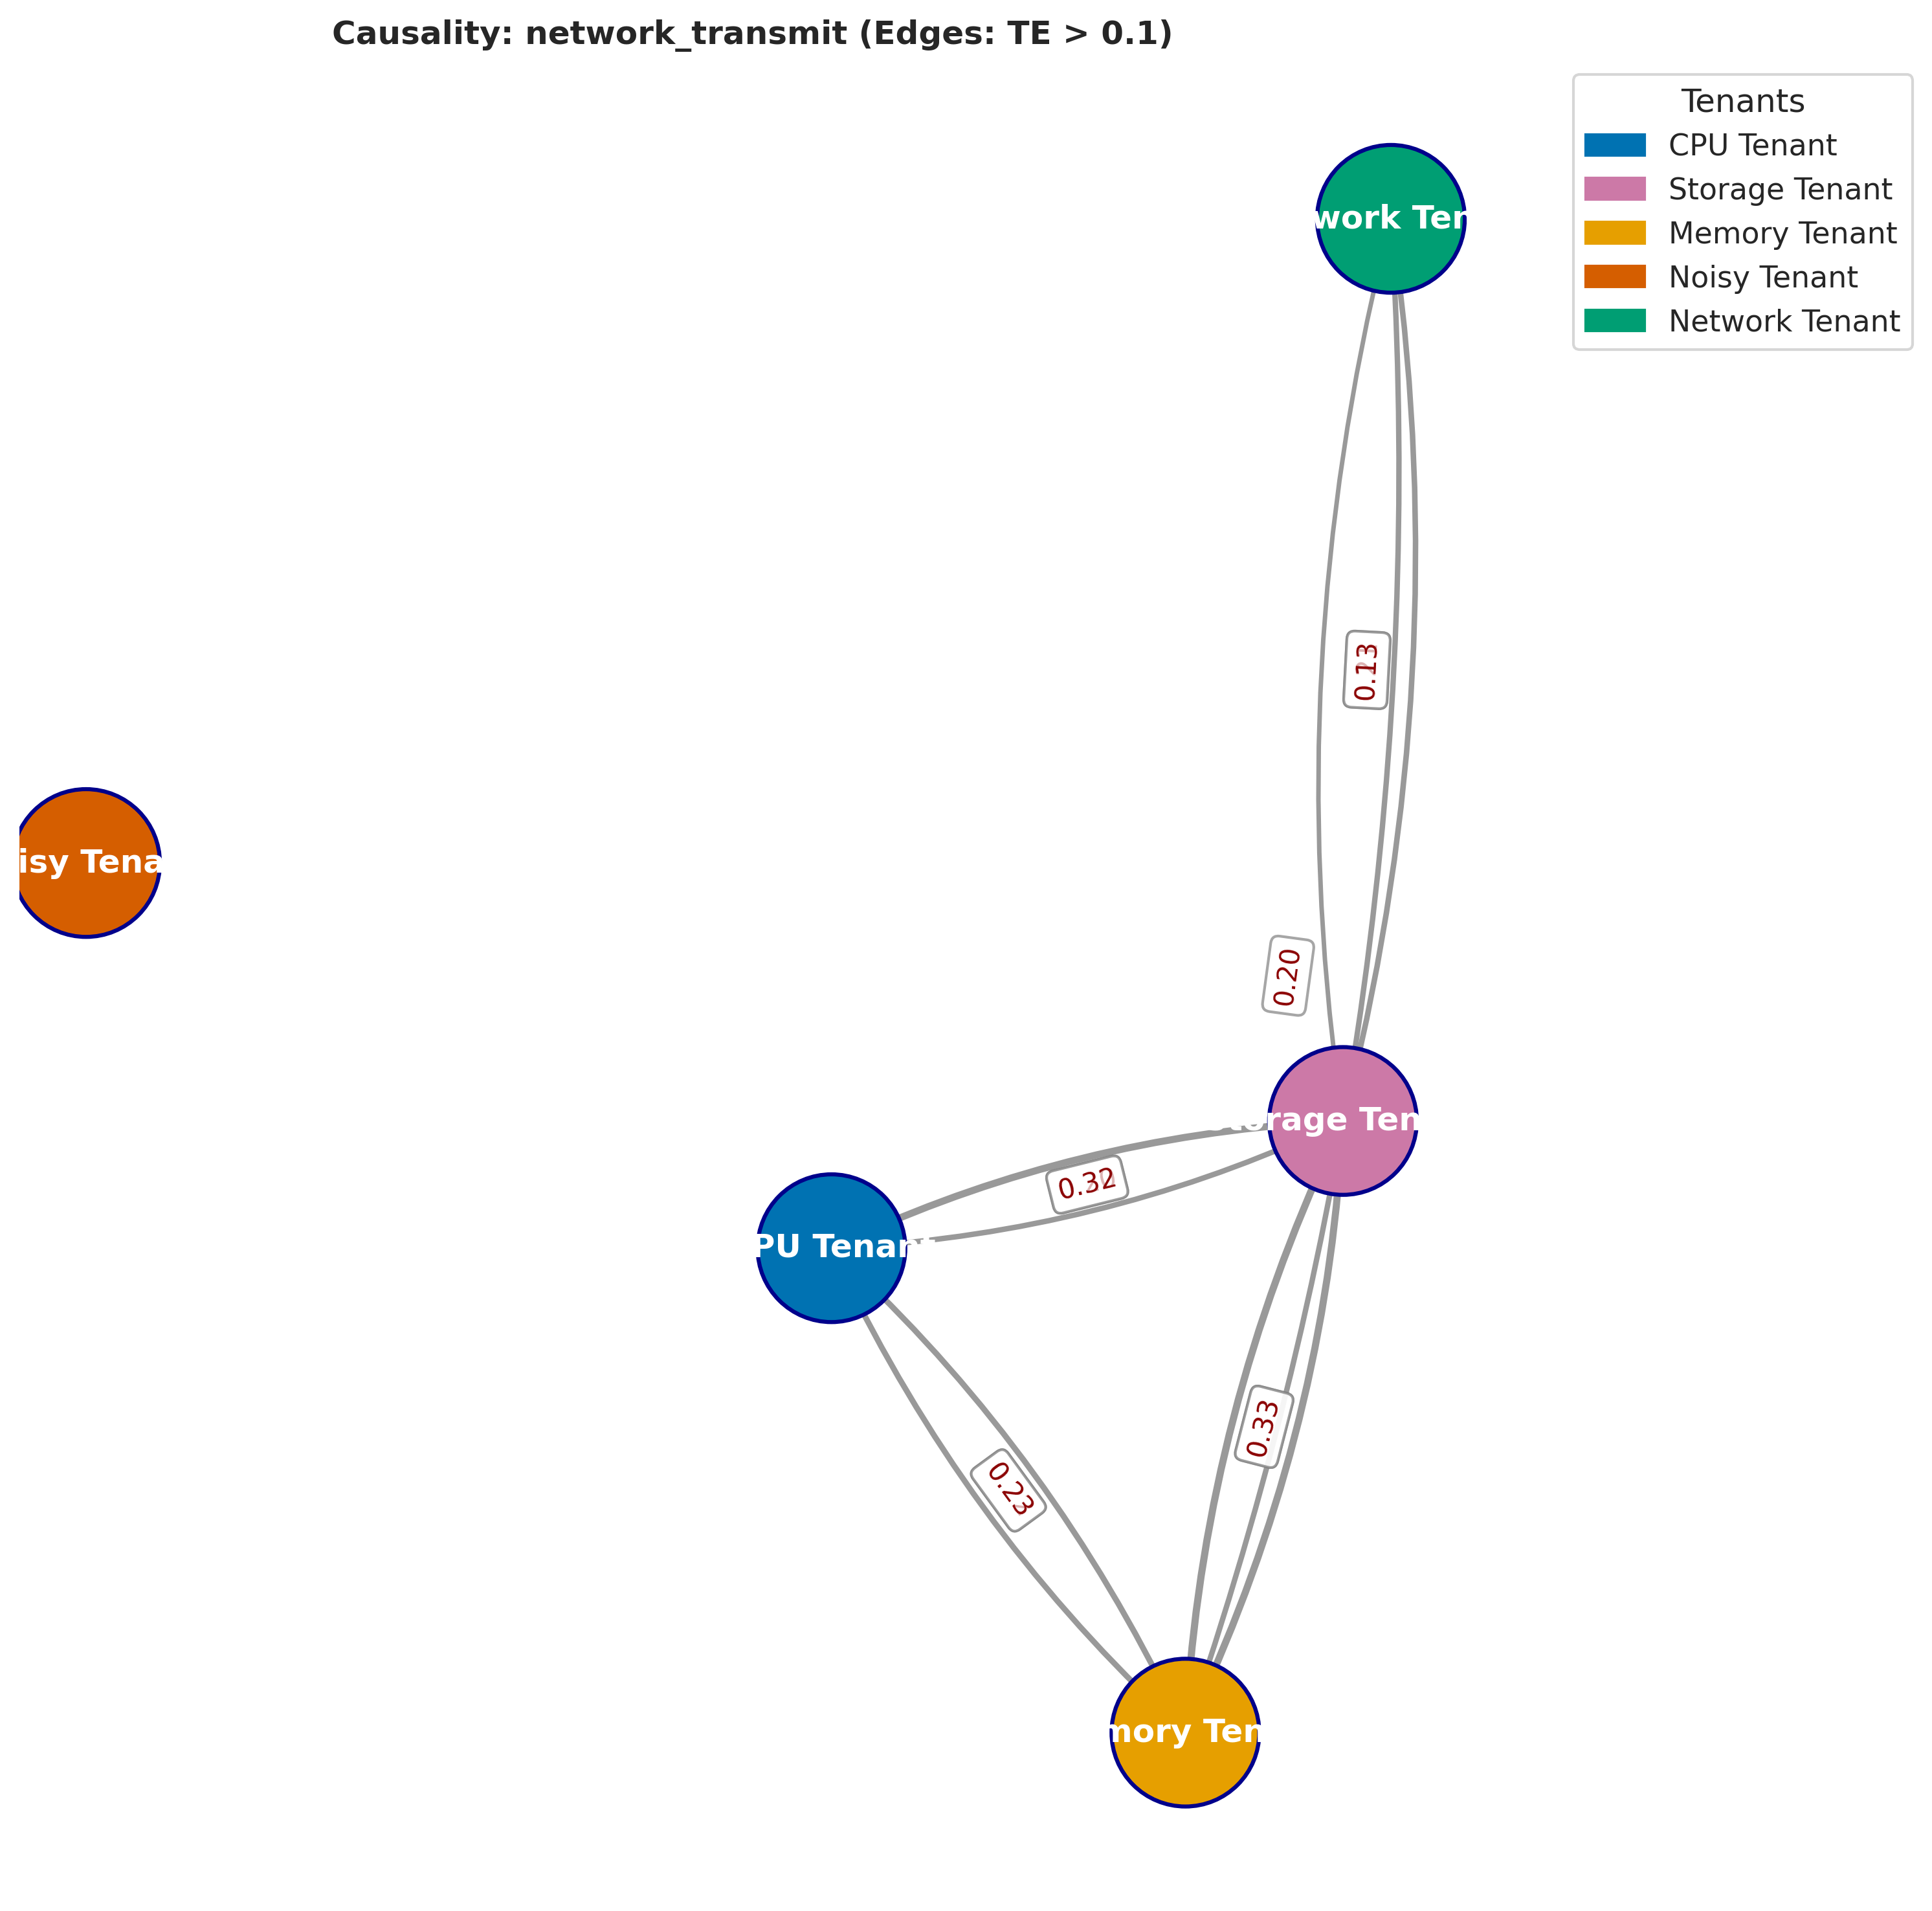 Causality: network_transmit (Edges: TE > 0.1)
Tenants
CPU Tenant
Storage Tenant
Memory Tenant
Noisy Tenant
Network Tenant
work Ten
0.13
isy Tena
0.20
orage Ten
0.32
PU Tenant
0.33
0.23
mory Ten